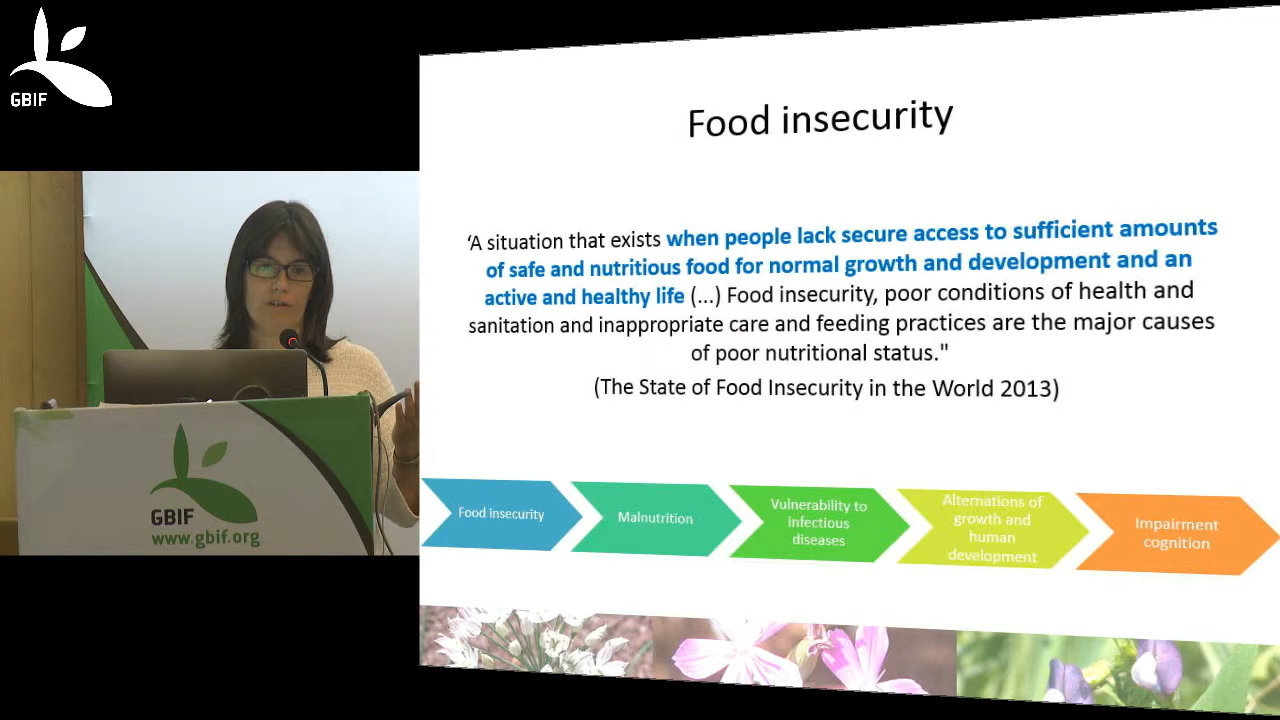 GBIF
Food insecurity
‘A situation that exists when people lack secure access to sufficient amounts
of safe and nutritious food for normal growth and development and an
active and healthy life (...) Food insecurity, poor conditions of health and
sanitation and inappropriate care and feeding practices are the major causes
of poor nutritional status."
(The State of Food Insecurity in the World 2013)
Food insecurity
Malnutrition
Vulnerability to
infectious
diseases
Alternations of
growth and
human
development
Impairment
cognition
GBIF
www.gbif.org